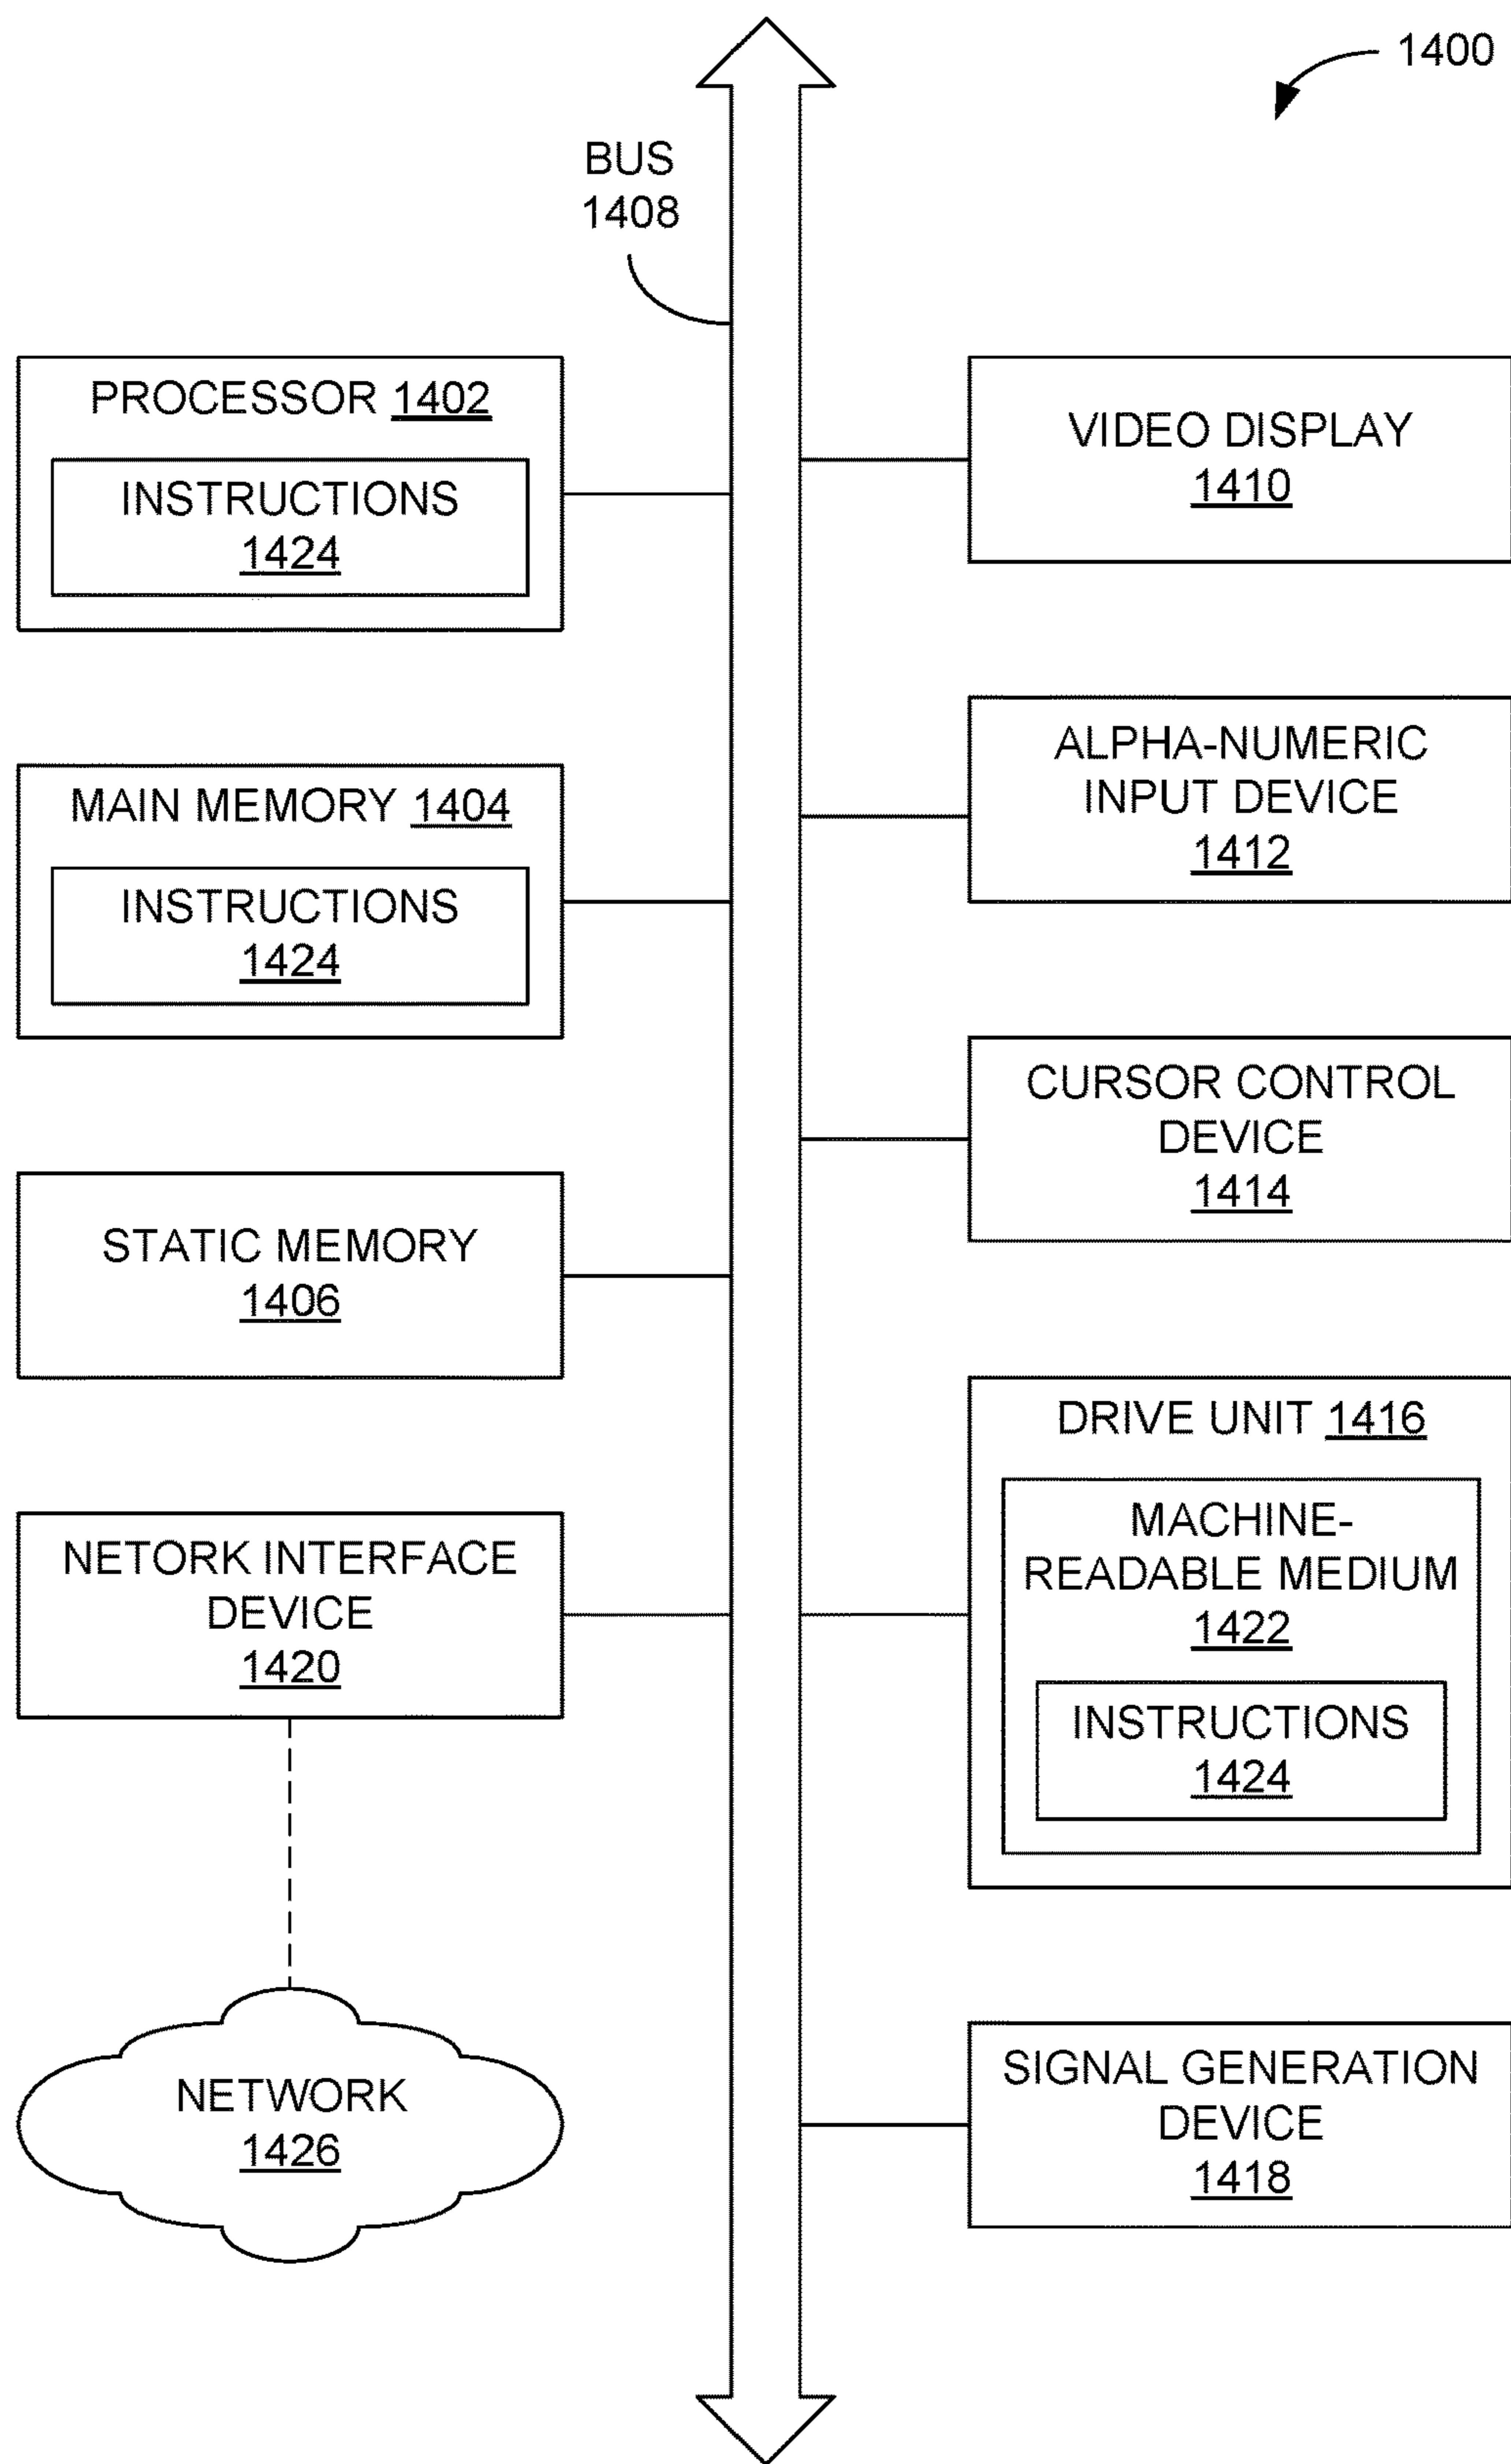 1400
BUS
1408
PROCESSOR 1402
INSTRUCTIONS
1424
MAIN MEMORY 1404
INSTRUCTIONS
1424
STATIC MEMORY
1406
NETORK INTERFACE
DEVICE
1420
NETWORK
1426
VIDEO DISPLAY
1410
ALPHA-NUMERIC
INPUT DEVICE
1412
CURSOR CONTROL
DEVICE
1414
DRIVE UNIT 1416
MACHINE-
READABLE MEDIUM
1422
INSTRUCTIONS
1424
SIGNAL GENERATION
DEVICE
1418